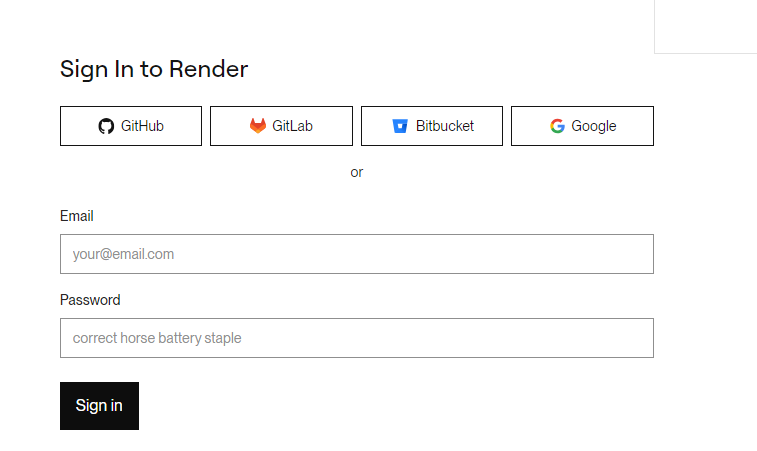 Sign In to Render
GitHub GitLab Bitbucket Google
or
Email
your@email.com
Password
correct horse battery staple
Sign in